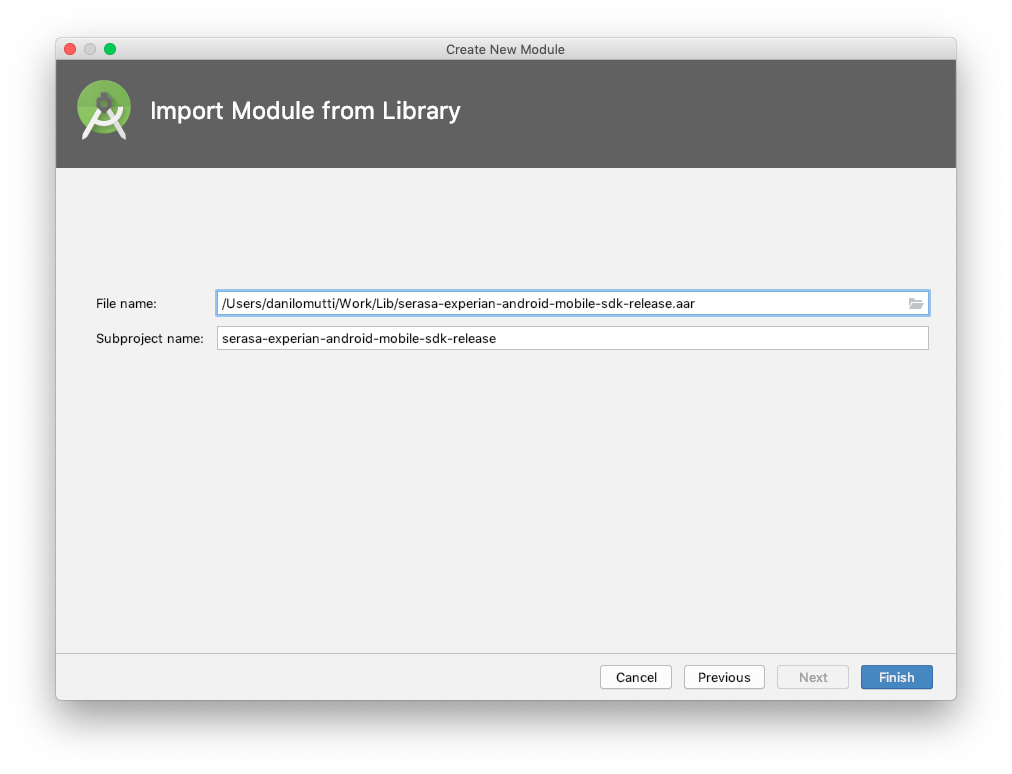 Create New Module
Import Module from Library
File name: /Users/danilomutti/Work/Lib/serasa-experian-android-mobile-sdk-release.aar
Subproject name: serasa-experian-android-mobile-sdk-release
Cancel Previous Next Finish